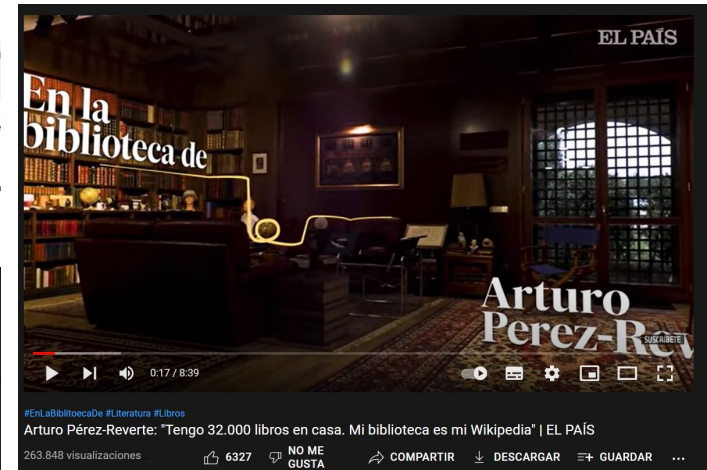 EL PAÍS
En la
biblioteca de
Arturo
Perez-Rev
SUSCRÍBETE
0:17 / 8:39
#EnLaBiblitoecaDe #Literatura #Libros
Arturo Pérez-Reverte: "Tengo 32.000 libros en casa. Mi biblioteca es mi Wikipedia" | EL PAÍS
263.848 visualizaciones
6327
NO ME
GUSTA
COMPARTIR
DESCARGAR
GUARDAR